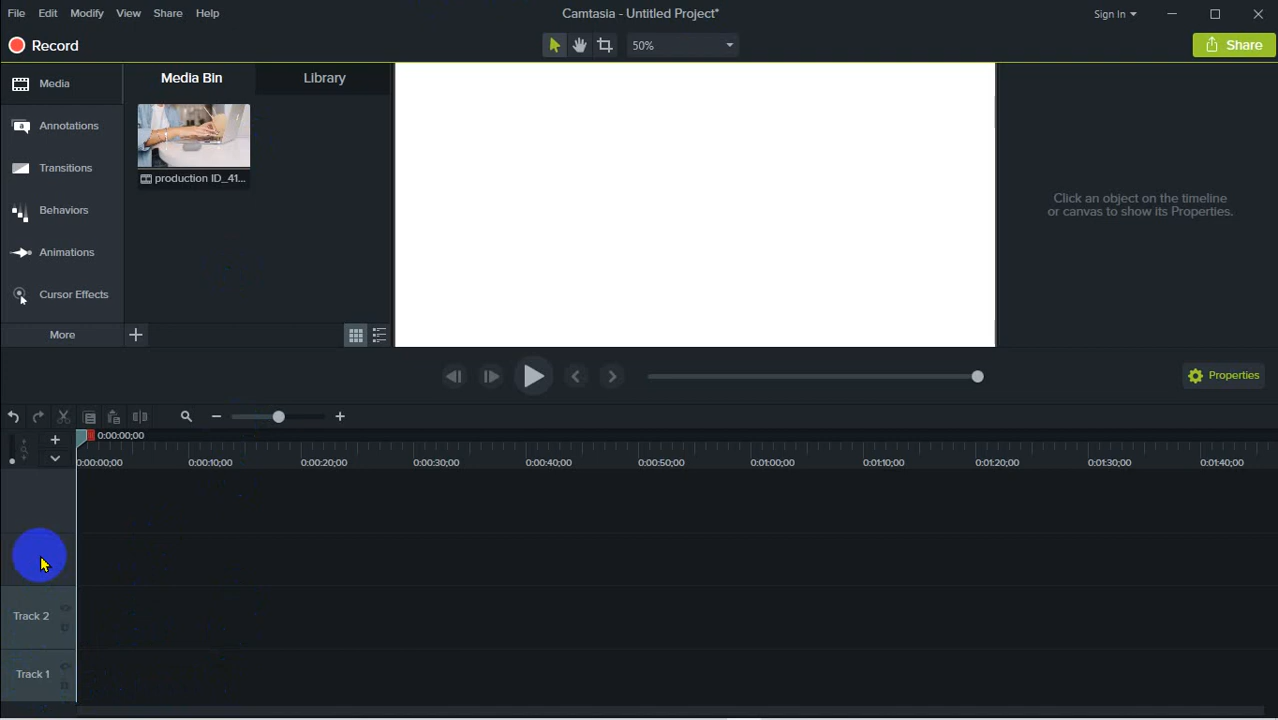 File Edit Modify View Share Help
Camtasia - Untitled Project*
Sign In
Record
50%
Share
Media
Media Bin
Library
Annotations
Transitions
production ID_41...
Behaviors
Click an object on the timeline
or canvas to show its Properties.
Animations
Cursor Effects
More
Properties
0:00:00;00
0:00:00;00 0:00:10;00 0:00:20;00 0:00:30;00 0:00:40;00 0:00:50;00 0:01:00;00 0:01:10;00 0:01:20;00 0:01:30;00 0:01:40;00
Track 2
Track 1